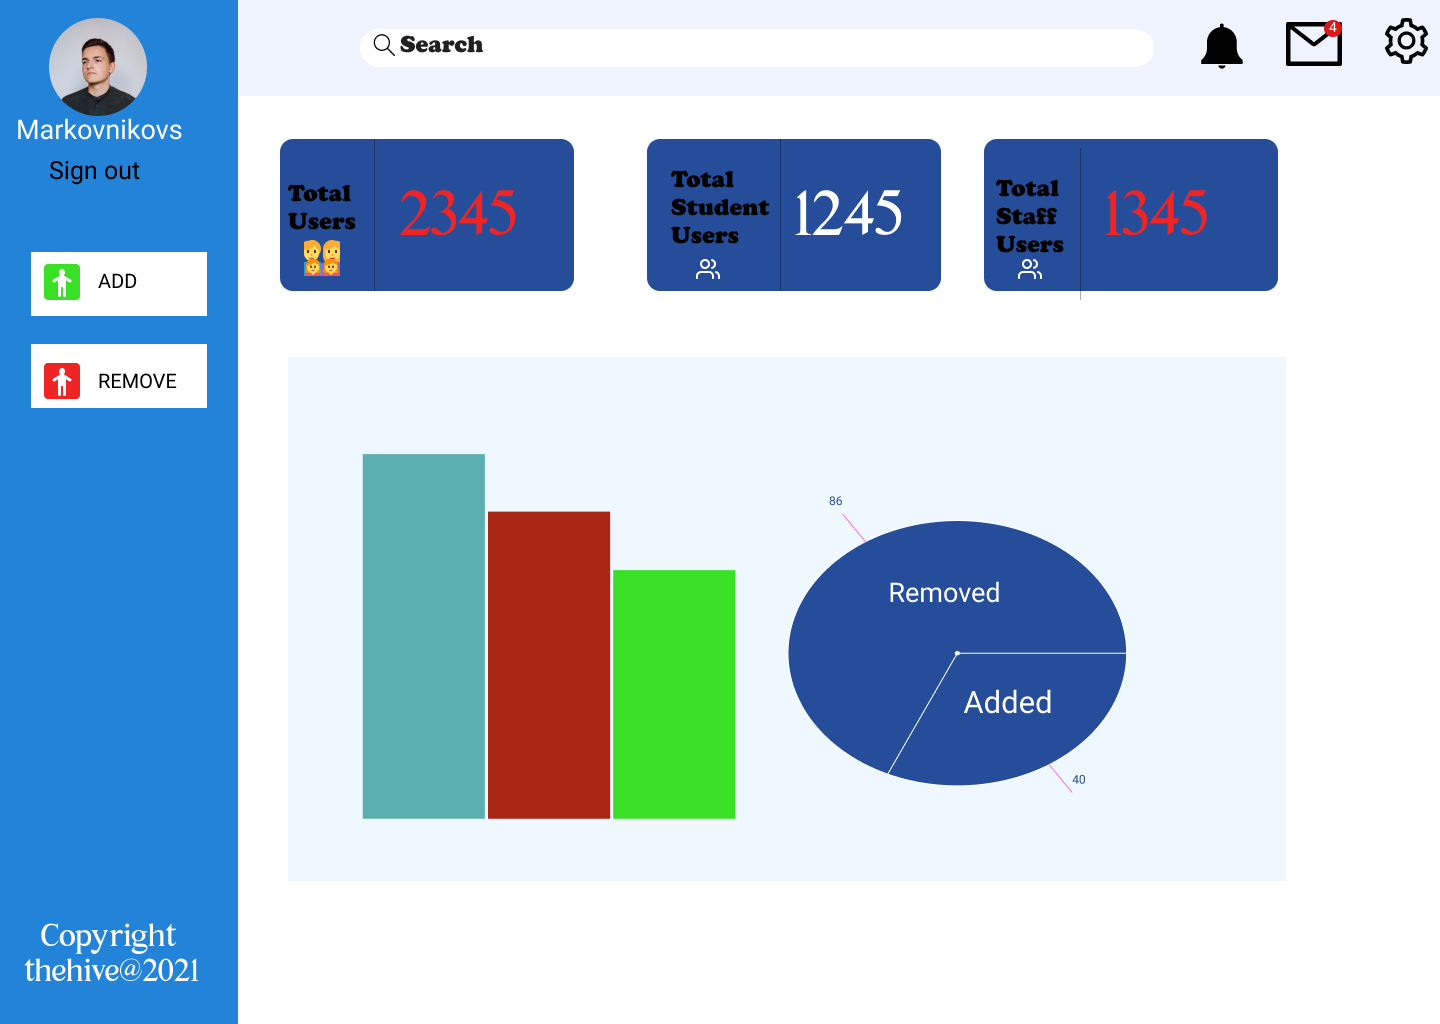 Markovnikovs
Sign out
ADD
REMOVE
Copyright
thehive@2021
Search
4
Total
Users
2345
Total
Student
Users
1245
Total
Staff
Users
1345
86
Removed
Added
40